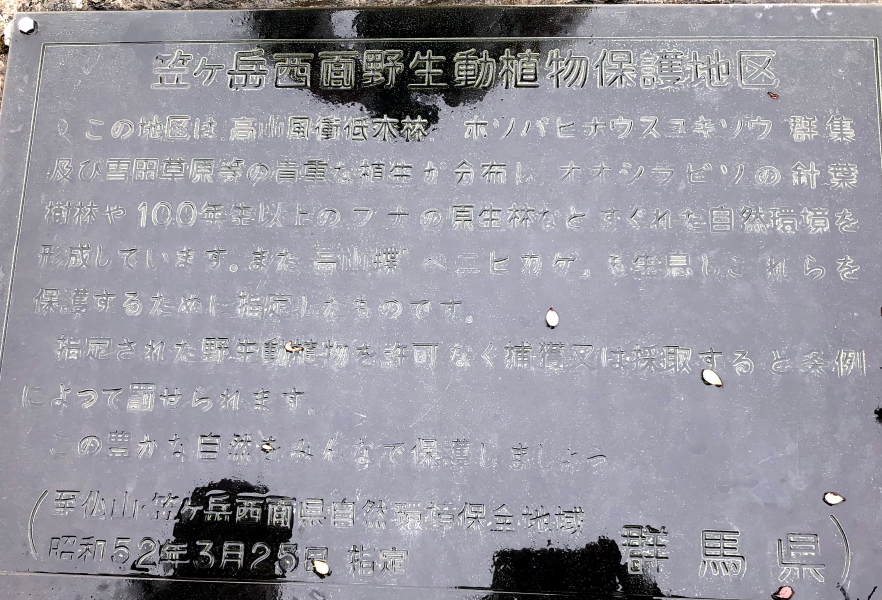 笠ヶ岳西面野生動植物保護地区
この地区は、高山風衝低木林、ホソバヒナウスユキソウ群集
及び雪田草原等の貴重な植生が分布し、オオシラビソの針葉
樹林や100年生以上のブナの原生林などすぐれた自然環境を
形成しています。また高山蝶「ベニヒカゲ」も生息しこれらを
保護するために指定したものです。
指定された野生動植物を許可なく捕獲又は採取すると条例
によって罰せられます。
この豊かな自然をみんなで保護しましょう
(至仏山・笠ヶ岳西面県自然環境保全地域
昭和52年3月25日 指定 群馬県)